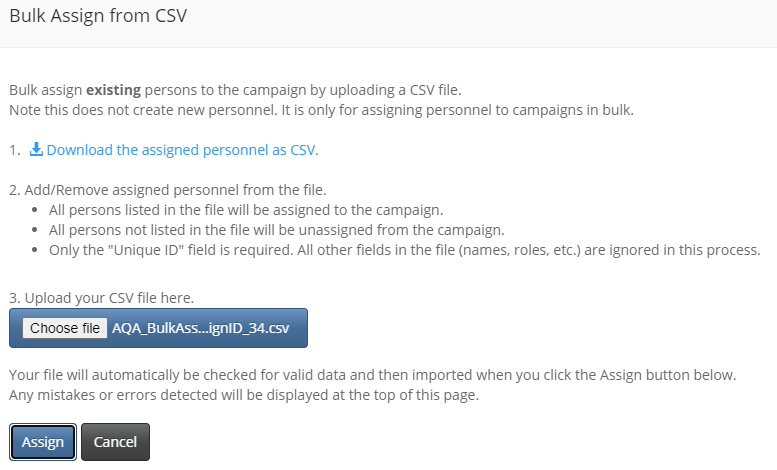 Bulk Assign from CSV
Bulk assign existing persons to the campaign by uploading a CSV file.
Note this does not create new personnel. It is only for assigning personnel to campaigns in bulk.
1. Download the assigned personnel as CSV.
2. Add/Remove assigned personnel from the file.
• All persons listed in the file will be assigned to the campaign.
• All persons not listed in the file will be unassigned from the campaign.
• Only the "Unique ID" field is required. All other fields in the file (names, roles, etc.) are ignored in this process.
3. Upload your CSV file here.
Choose file AQA_BulkAss...ignID_34.csv
Your file will automatically be checked for valid data and then imported when you click the Assign button below.
Any mistakes or errors detected will be displayed at the top of this page.
Assign Cancel